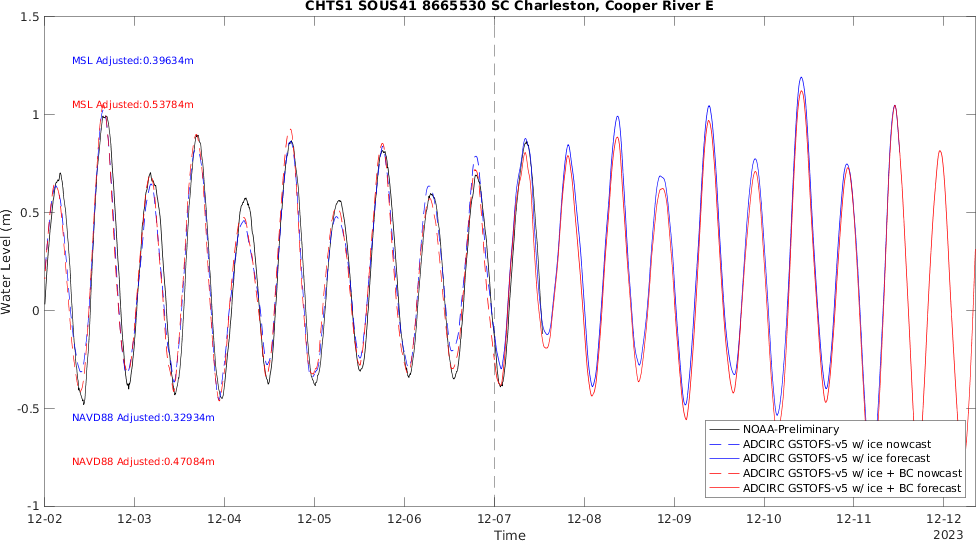 CHTS1 SOUS41 8665530 SC Charleston, Cooper River E
1.5
1
0.5
0
-0.5
-1
Water Level (m)
MSL Adjusted:0.39634m
MSL Adjusted:0.53784m
NAVD88 Adjusted:0.32934m
NAVD88 Adjusted:0.47084m
NOAA-Preliminary
ADCIRC GSTOFS-v5 w/ ice nowcast
ADCIRC GSTOFS-v5 w/ ice forecast
ADCIRC GSTOFS-v5 w/ ice + BC nowcast
ADCIRC GSTOFS-v5 w/ ice + BC forecast
12-02 12-03 12-04 12-05 12-06 12-07 12-08 12-09 12-10 12-11 12-12
Time
2023